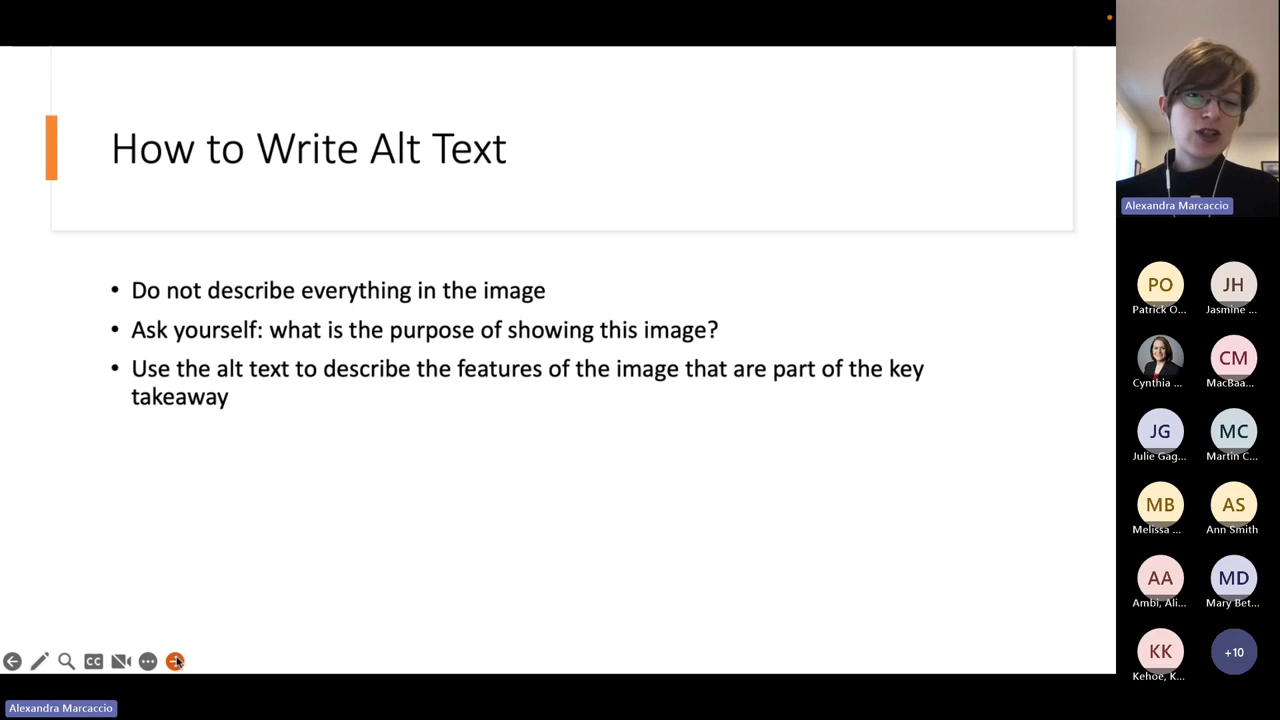 How to Write Alt Text
• Do not describe everything in the image
• Ask yourself: what is the purpose of showing this image?
• Use the alt text to describe the features of the image that are part of the key
takeaway
CC
Alexandra Marcaccio
Alexandra Marcaccio
PO
Patrick O...
JH
Jasmine ...
Cynthia ...
CM
MacBaa...
JG
Julie Gag...
MC
Martin C...
MB
Melissa ...
AS
Ann Smith
AA
Ambi, Ali...
MD
Mary Bet...
KK
Kehoe, K...
+10